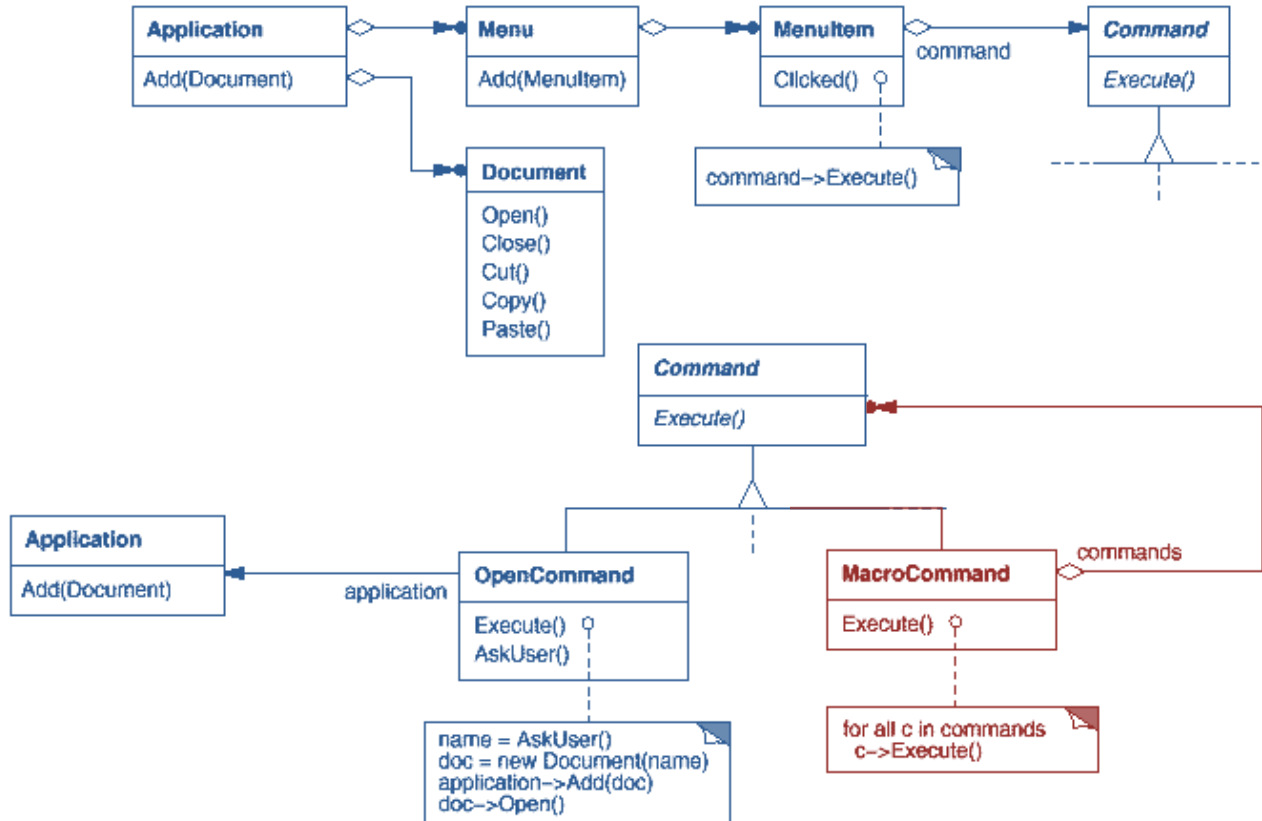 Application
Add(Document)
Menu
Add(MenuItem)
MenuItem
Clicked()
command
Command
Execute()
command->Execute()
Document
Open()
Close()
Cut()
Copy()
Paste()
Command
Execute()
Application
Add(Document)
application
OpenCommand
Execute()
AskUser()
MacroCommand
Execute()
commands
name = AskUser()
doc = new Document(name)
application->Add(doc)
doc->Open()
for all c in commands
c->Execute()